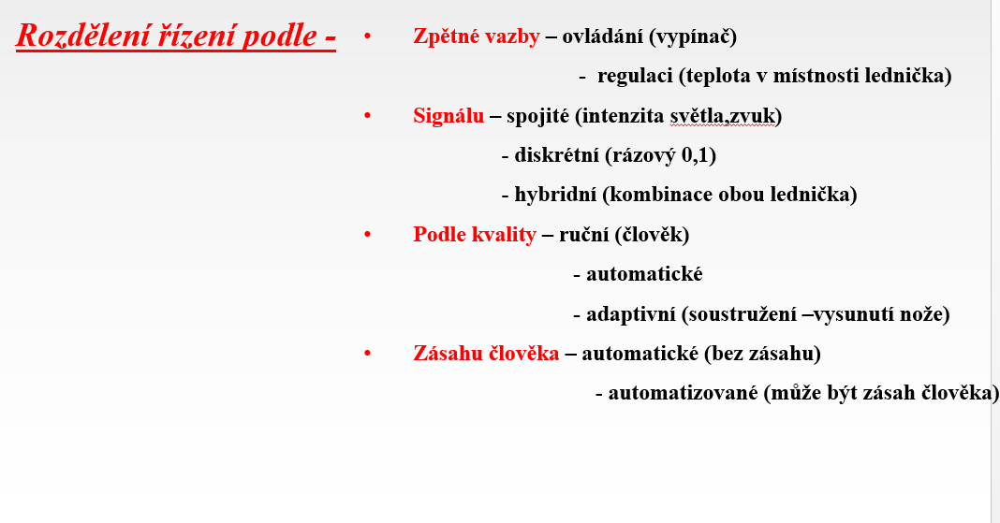 Rozdělení řízení podle -
• Zpětné vazby – ovládání (vypínač)
- regulaci (teplota v místnosti lednička)
• Signálu – spojité (intenzita světla,zvuk)
- diskrétní (rázový 0,1)
- hybridní (kombinace obou lednička)
• Podle kvality – ruční (člověk)
- automatické
- adaptivní (soustružení –vysunutí nože)
• Zásahu člověka – automatické (bez zásahu)
- automatizované (může být zásah člověka)